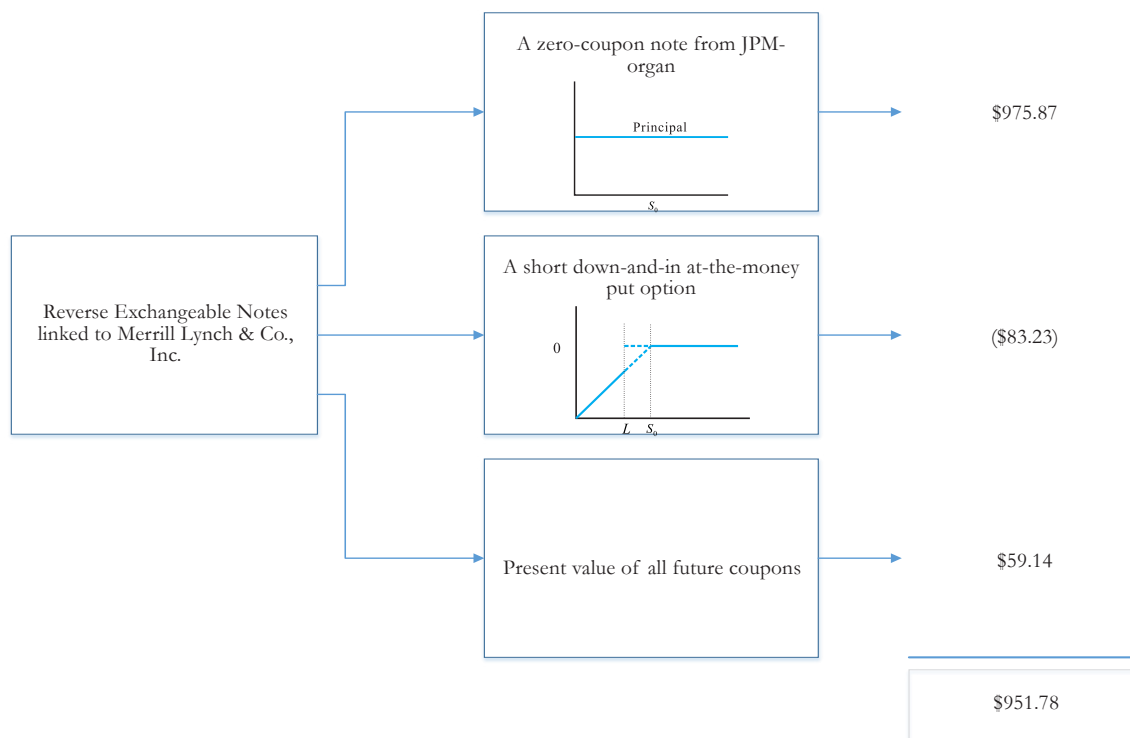 A zero-coupon note from JPM-
organ
Principal
S₀
$975.87
Reverse Exchangeable Notes
linked to Merrill Lynch & Co.,
Inc.
A short down-and-in at-the-money
put option
0
L S₀
($83.23)
Present value of all future coupons
$59.14
$951.78